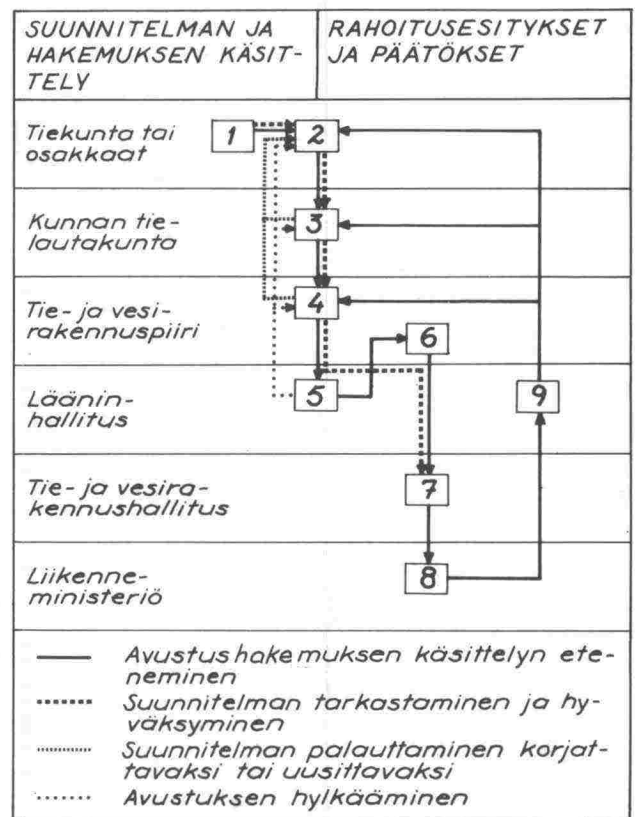 SUUNNITELMAN JA
HAKEMUKSEN KÄSIT-
TELY
RAHOITUSESITYKSET
JA PÄÄTÖKSET
Tiekunta tai
osakkaat
1
2
Kunnan tie-
lautakunta
3
Tie- ja vesi-
rakennuspiiri
4
6
Läänin-
hallitus
5
9
Tie- ja vesira-
kennushallitus
7
Liikenne-
ministeriö
8
Avustushakemuksen käsittelyn ete-
neminen
Suunnitelman tarkastaminen ja hy-
väksyminen
Suunnitelman palauttaminen korjat-
tavaksi tai uusittavaksi
Avustuksen hylkääminen